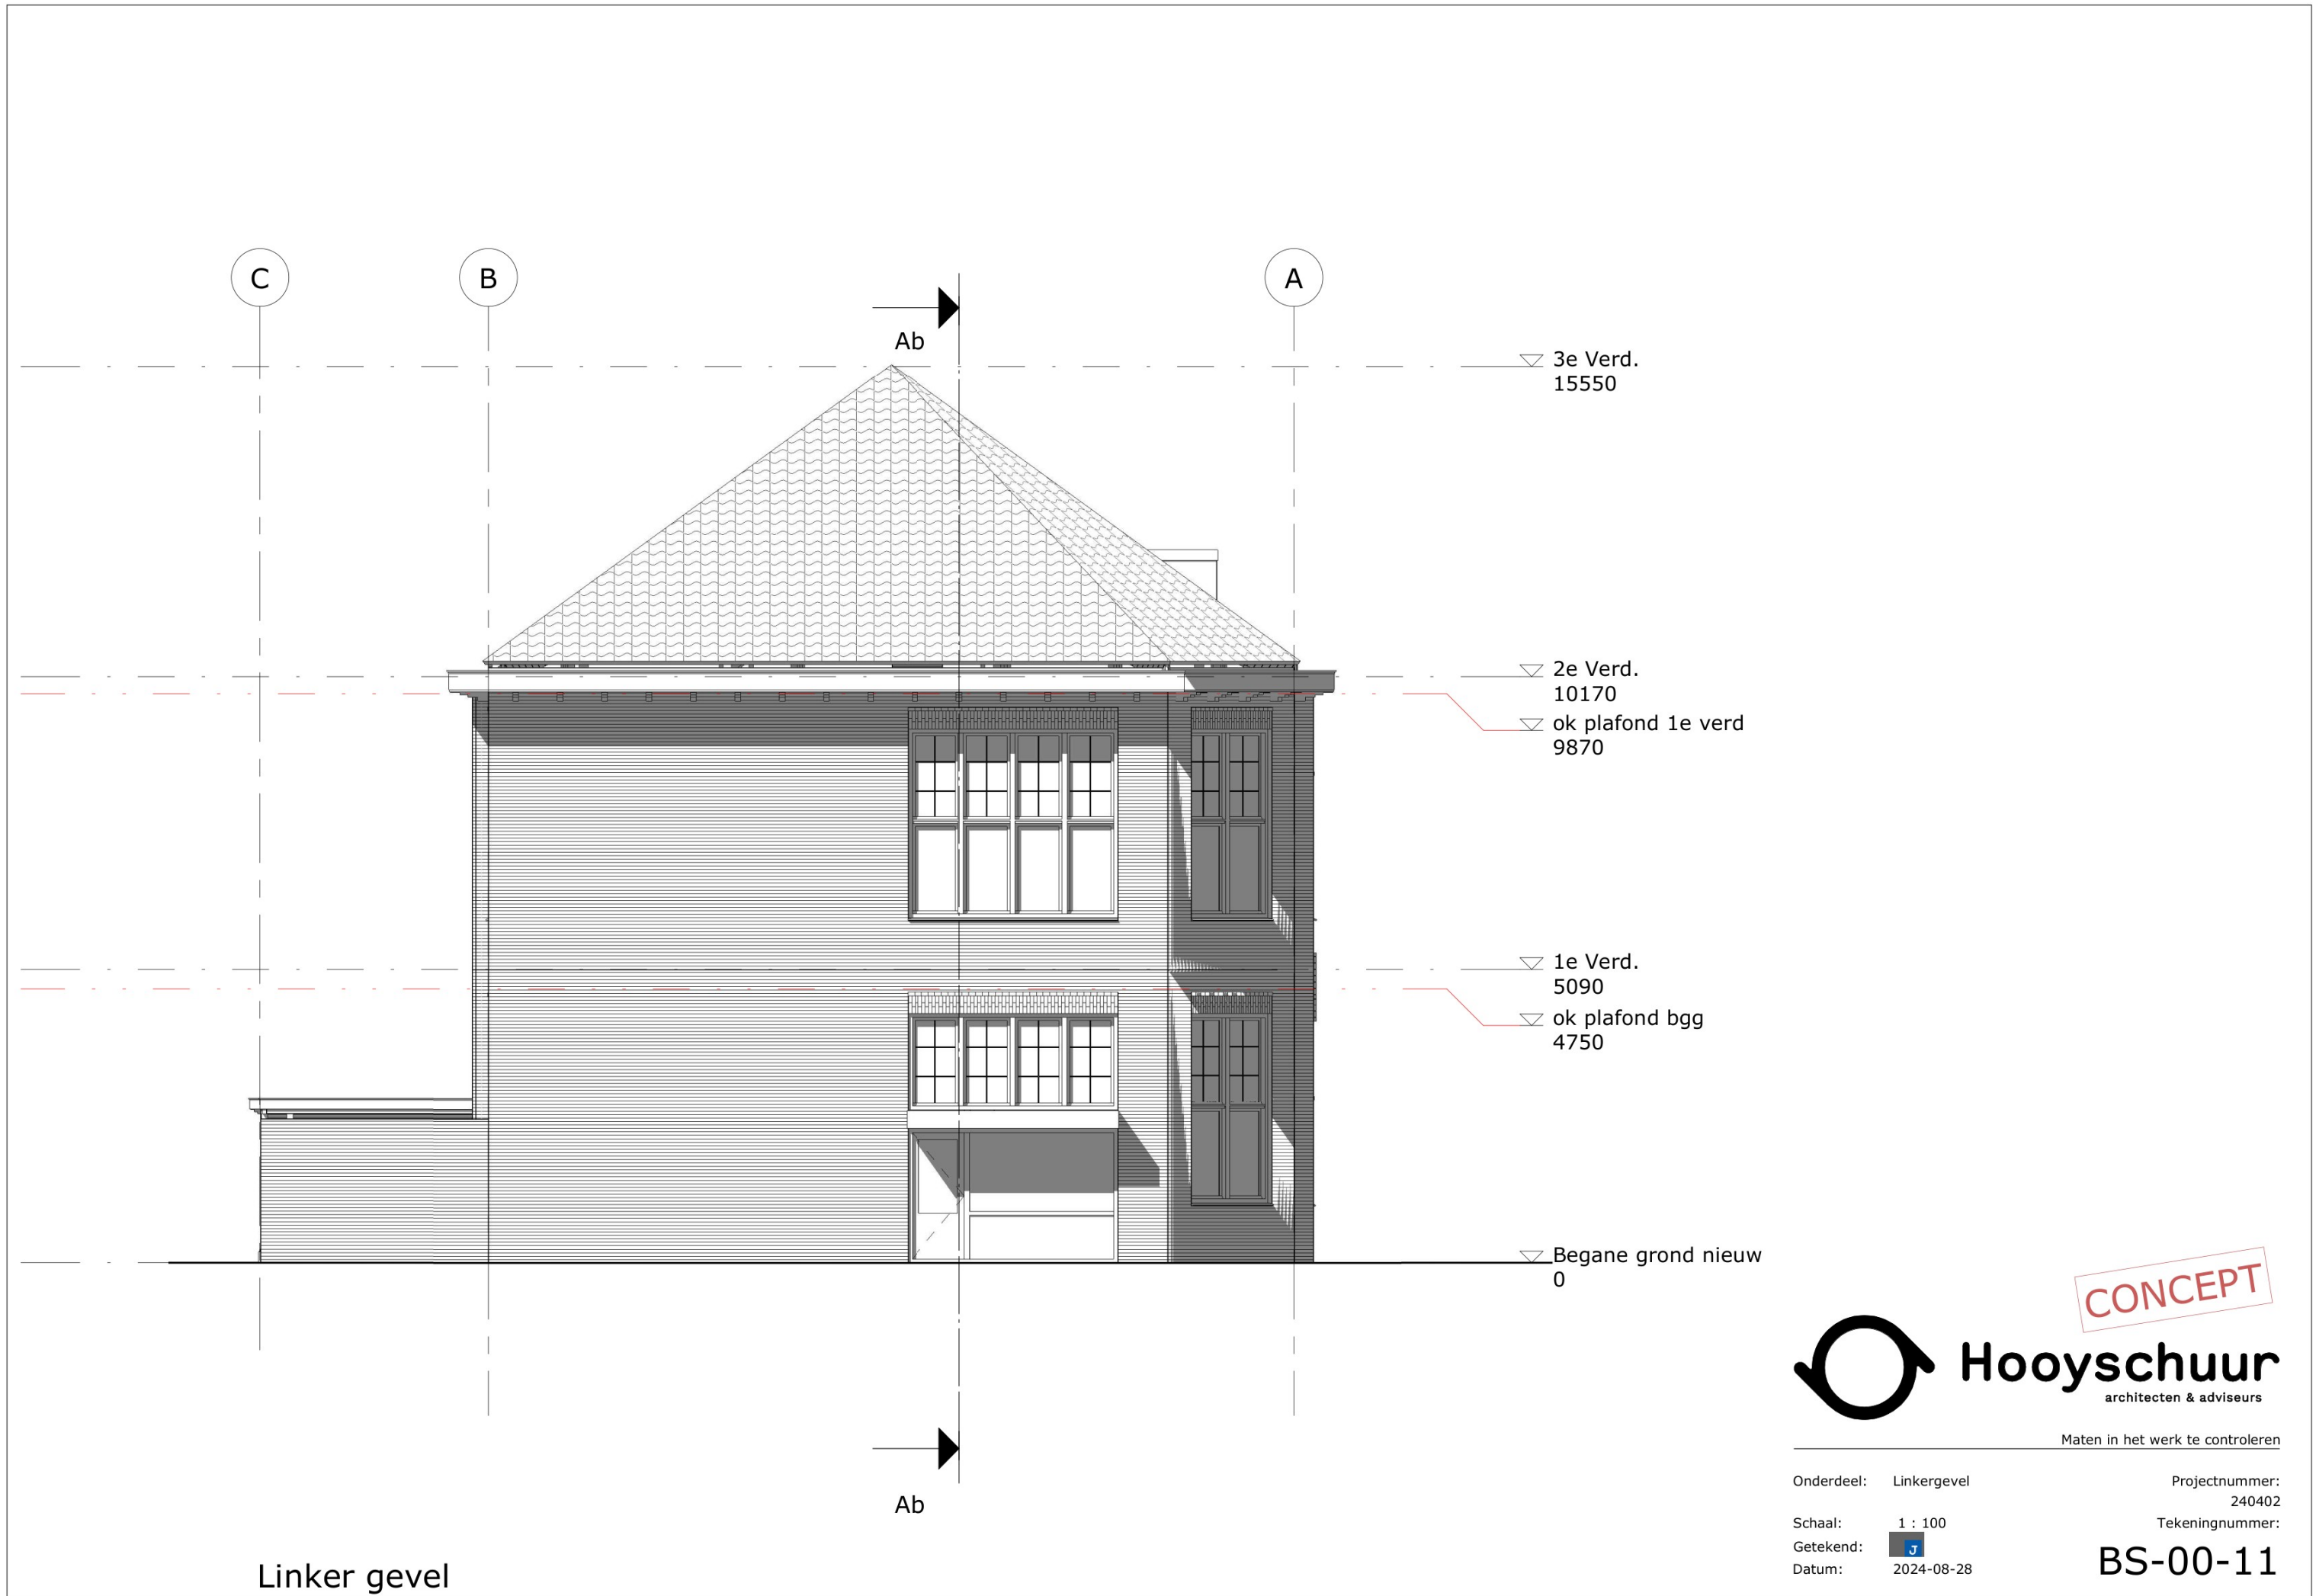 C
B
A
Ab
3e Verd.
15550
2e Verd.
10170
ok plafond 1e verd
9870
1e Verd.
5090
ok plafond bgg
4750
Begane grond nieuw
0
CONCEPT
Hooyschuur
architecten & adviseurs
Maten in het werk te controleren
Onderdeel: Linkergevel
Projectnummer:
240402
Schaal: 1 : 100
Tekeningnummer:
Getekend: J
BS-00-11
Datum: 2024-08-28
Ab
Linker gevel